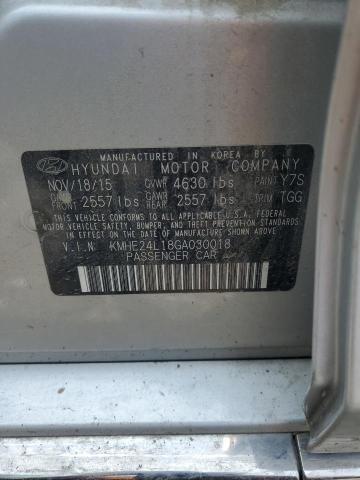 MANUFACTURED IN KOREA
HYUNDAI MOTOR COMPANY
NOV/18/15 GVWR 4630 lbs PAINT Y7S
GAWR FRONT 2557 lbs GAWR REAR 2557 lbs TRIM TGG
THIS VEHICLE CONFORMS TO ALL APPLICABLE U.S.A. FEDERAL
MOTOR VEHICLE SAFETY, BUMPER, AND THEFT PREVENTION
STANDARDS IN EFFECT ON THE DATE OF MANUFACTURE SHOWN ABOVE
V.I.N. KMHE24L18GA030018
PASSENGER CAR